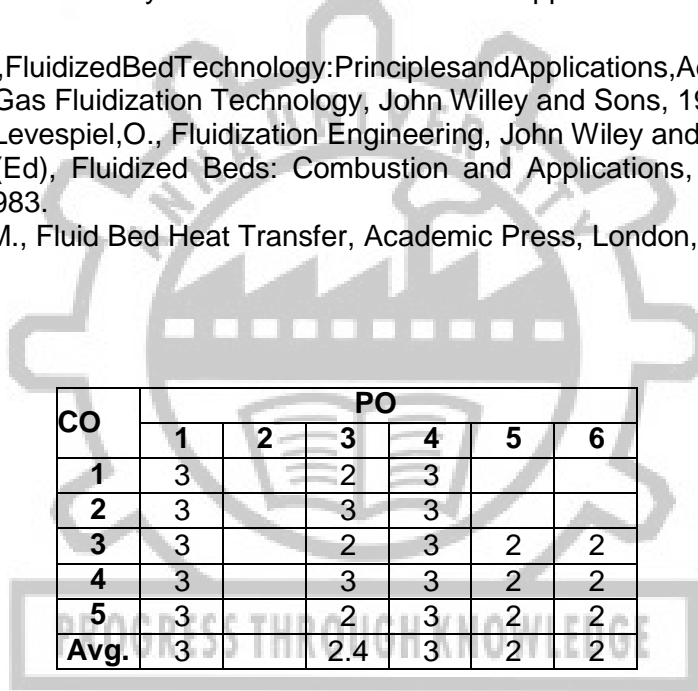 ,FluidizedBedTechnology:PrinciplesandApplications,A
Gas Fluidization Technology, John Willey and Sons, 19
Levespiel,O., Fluidization Engineering, John Wiley and
(Ed), Fluidized Beds: Combustion and Applications,
983.
M., Fluid Bed Heat Transfer, Academic Press, London,
ANNA UNIVERSITY
CO PO
1 2 3 4 5 6
1 3 2 3
2 3 3 3
3 3 2 3 2 2
4 3 3 3 2 2
5 3 2 3 2 2
Avg. 3 2.4 3 2 2
PROGRESS THROUGH KNOWLEDGE